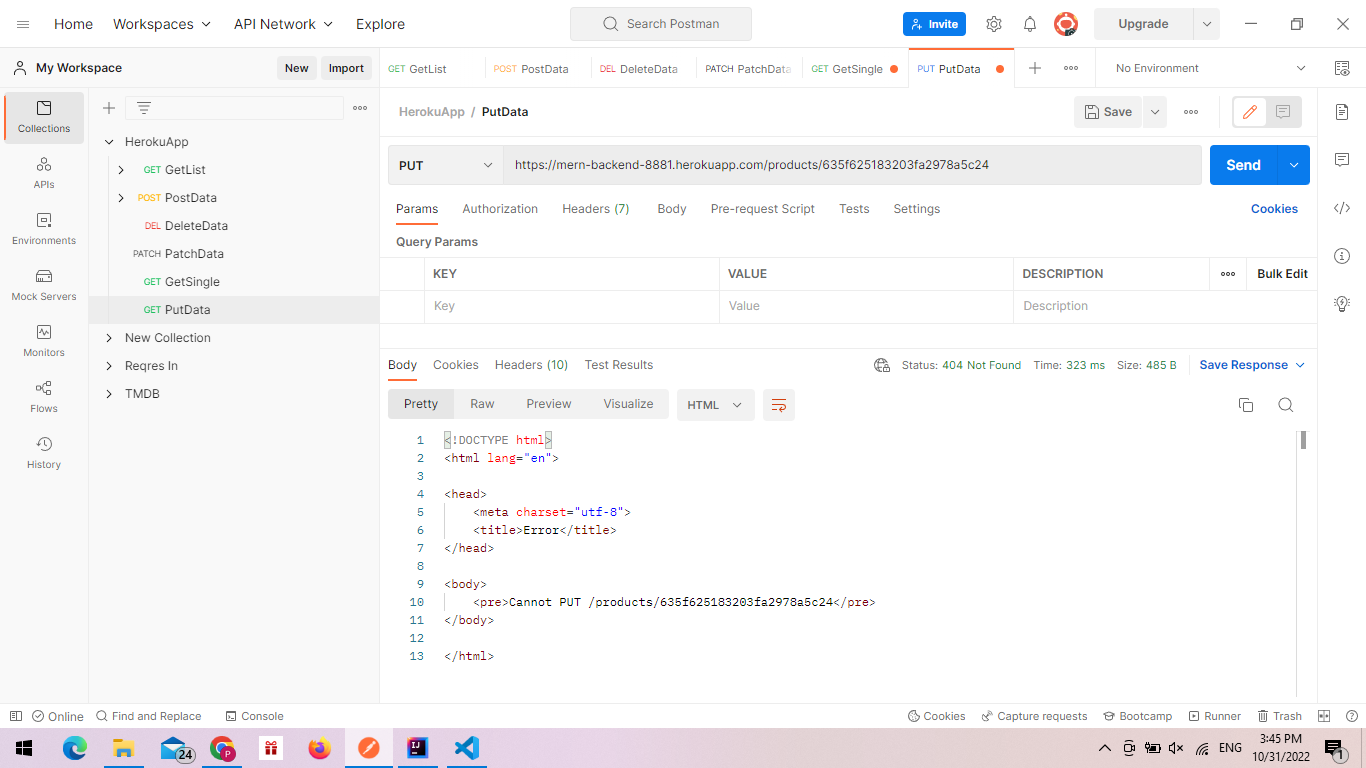 Home Workspaces API Network Explore Search Postman Invite Upgrade
My Workspace New Import GET GetList POST PostData DEL DeleteData PATCH PatchData GET GetSingle PUT PutData No Environment
Collections
APIs
Environments
Mock Servers
Monitors
Flows
History
HerokuApp
GET GetList
POST PostData
DEL DeleteData
PATCH PatchData
GET GetSingle
GET PutData
New Collection
Reqres In
TMDB
HerokuApp / PutData Save
PUT https://mern-backend-8881.herokuapp.com/products/635f625183203fa2978a5c24 Send
Params Authorization Headers (7) Body Pre-request Script Tests Settings Cookies
Query Params
KEY VALUE DESCRIPTION Bulk Edit
Key Value Description
Body Cookies Headers (10) Test Results Status: 404 Not Found Time: 323 ms Size: 485 B Save Response
Pretty Raw Preview Visualize HTML
1 <!DOCTYPE html>
2 <html lang="en">
3
4 <head>
5 <meta charset="utf-8">
6 <title>Error</title>
7 </head>
8
9 <body>
10 <pre>Cannot PUT /products/635f625183203fa2978a5c24</pre>
11 </body>
12
13 </html>
Online Find and Replace Console Cookies Capture requests Bootcamp Runner Trash
24 P IJ ENG 3:45 PM
10/31/2022 1